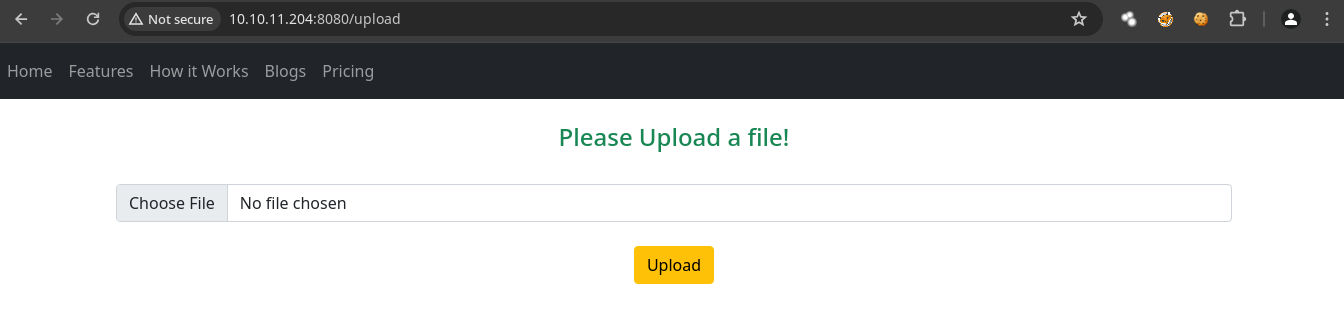 Not secure 10.10.11.204:8080/upload
Home Features How it Works Blogs Pricing
Please Upload a file!
Choose File No file chosen
Upload